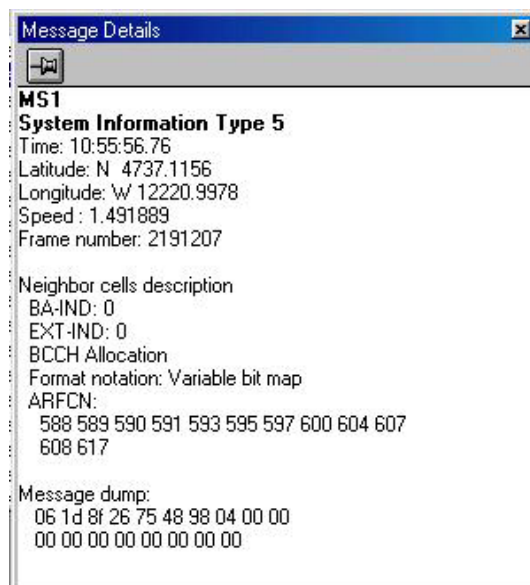 Message Details
MS1
System Information Type 5
Time: 10:55:56.76
Latitude: N 4737.1156
Longitude: W 12220.9978
Speed : 1.491889
Frame number: 2191207
Neighbor cells description
BA-IND: 0
EXT-IND: 0
BCCH Allocation
Format notation: Variable bit map
ARFCN:
588 589 590 591 593 595 597 600 604 607
608 617
Message dump:
06 1d 8f 26 75 48 98 04 00 00
00 00 00 00 00 00 00 00